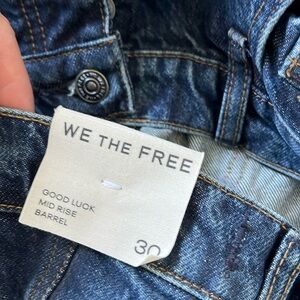 WE THE FREE
GOOD LUCK
MID RISE
BARREL
30